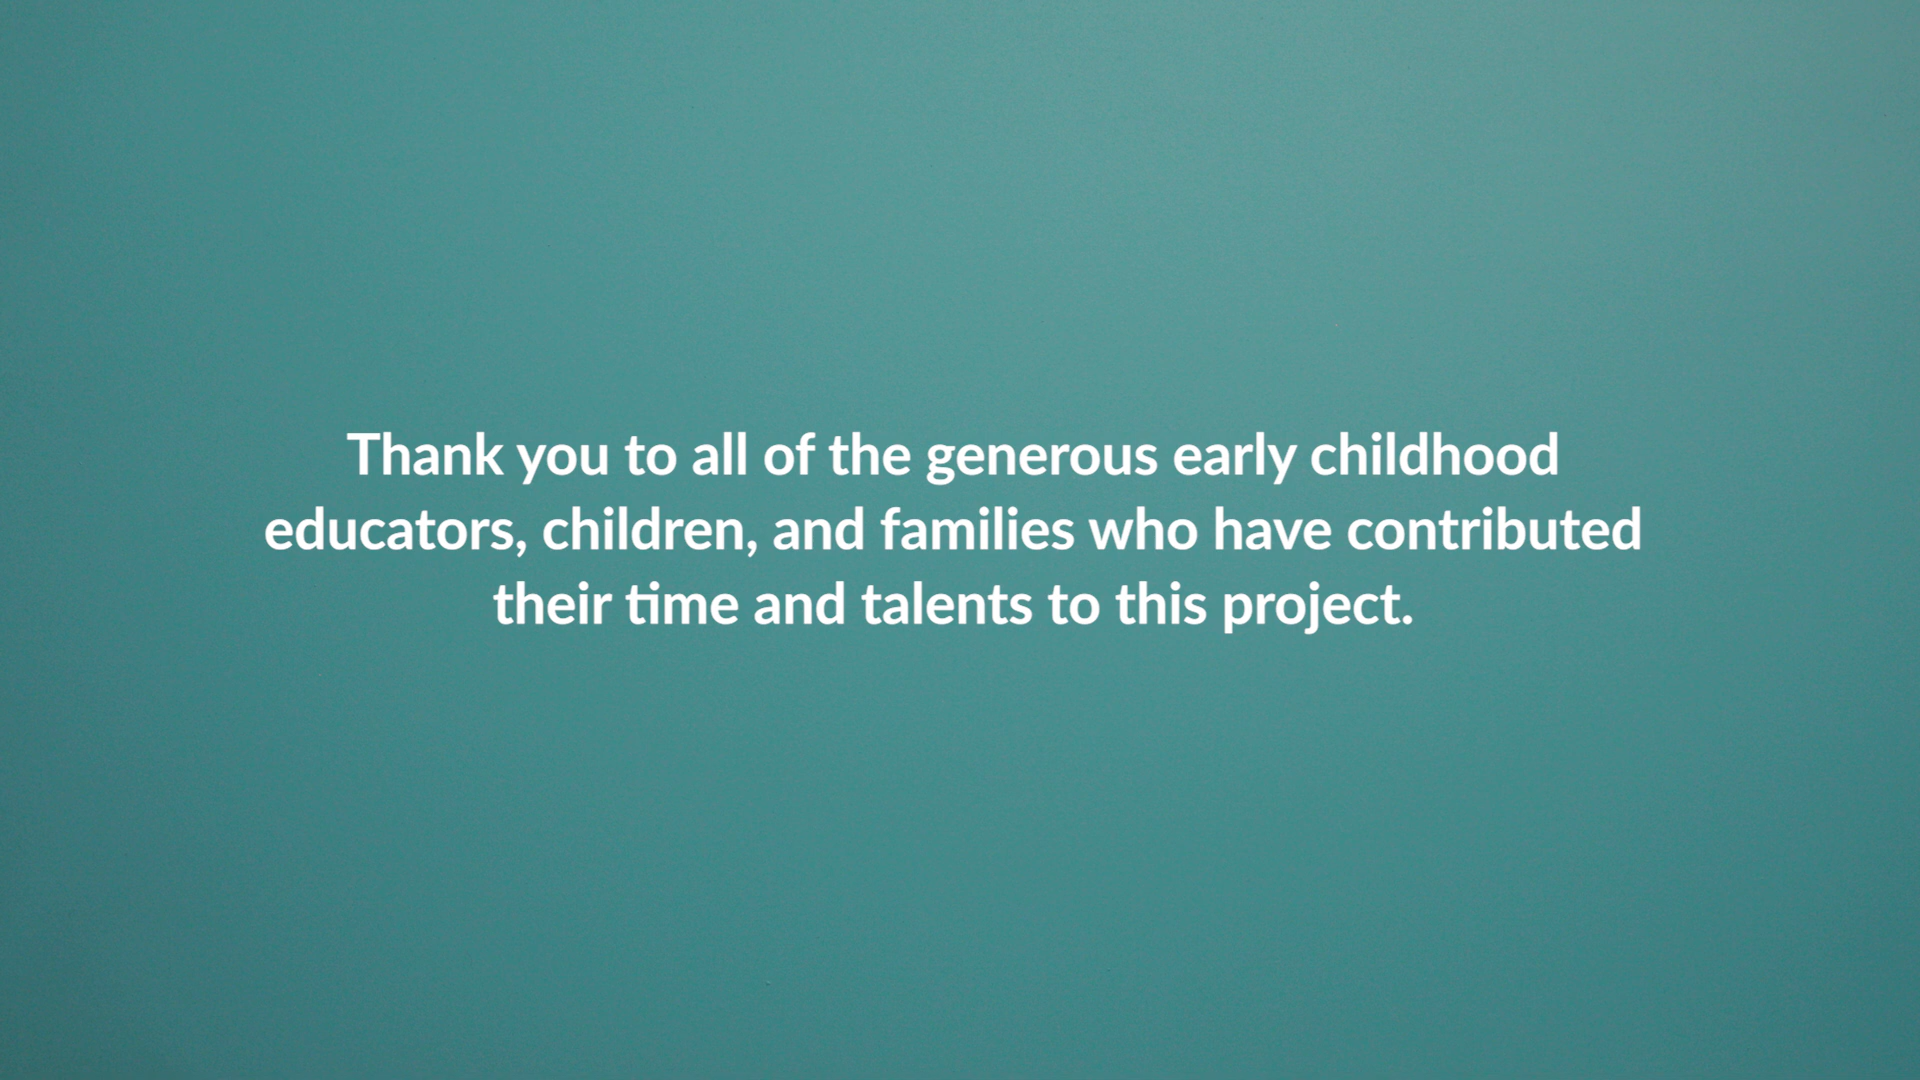 Thank you to all of the generous early childhood
educators, children, and families who have contributed
their time and talents to this project.